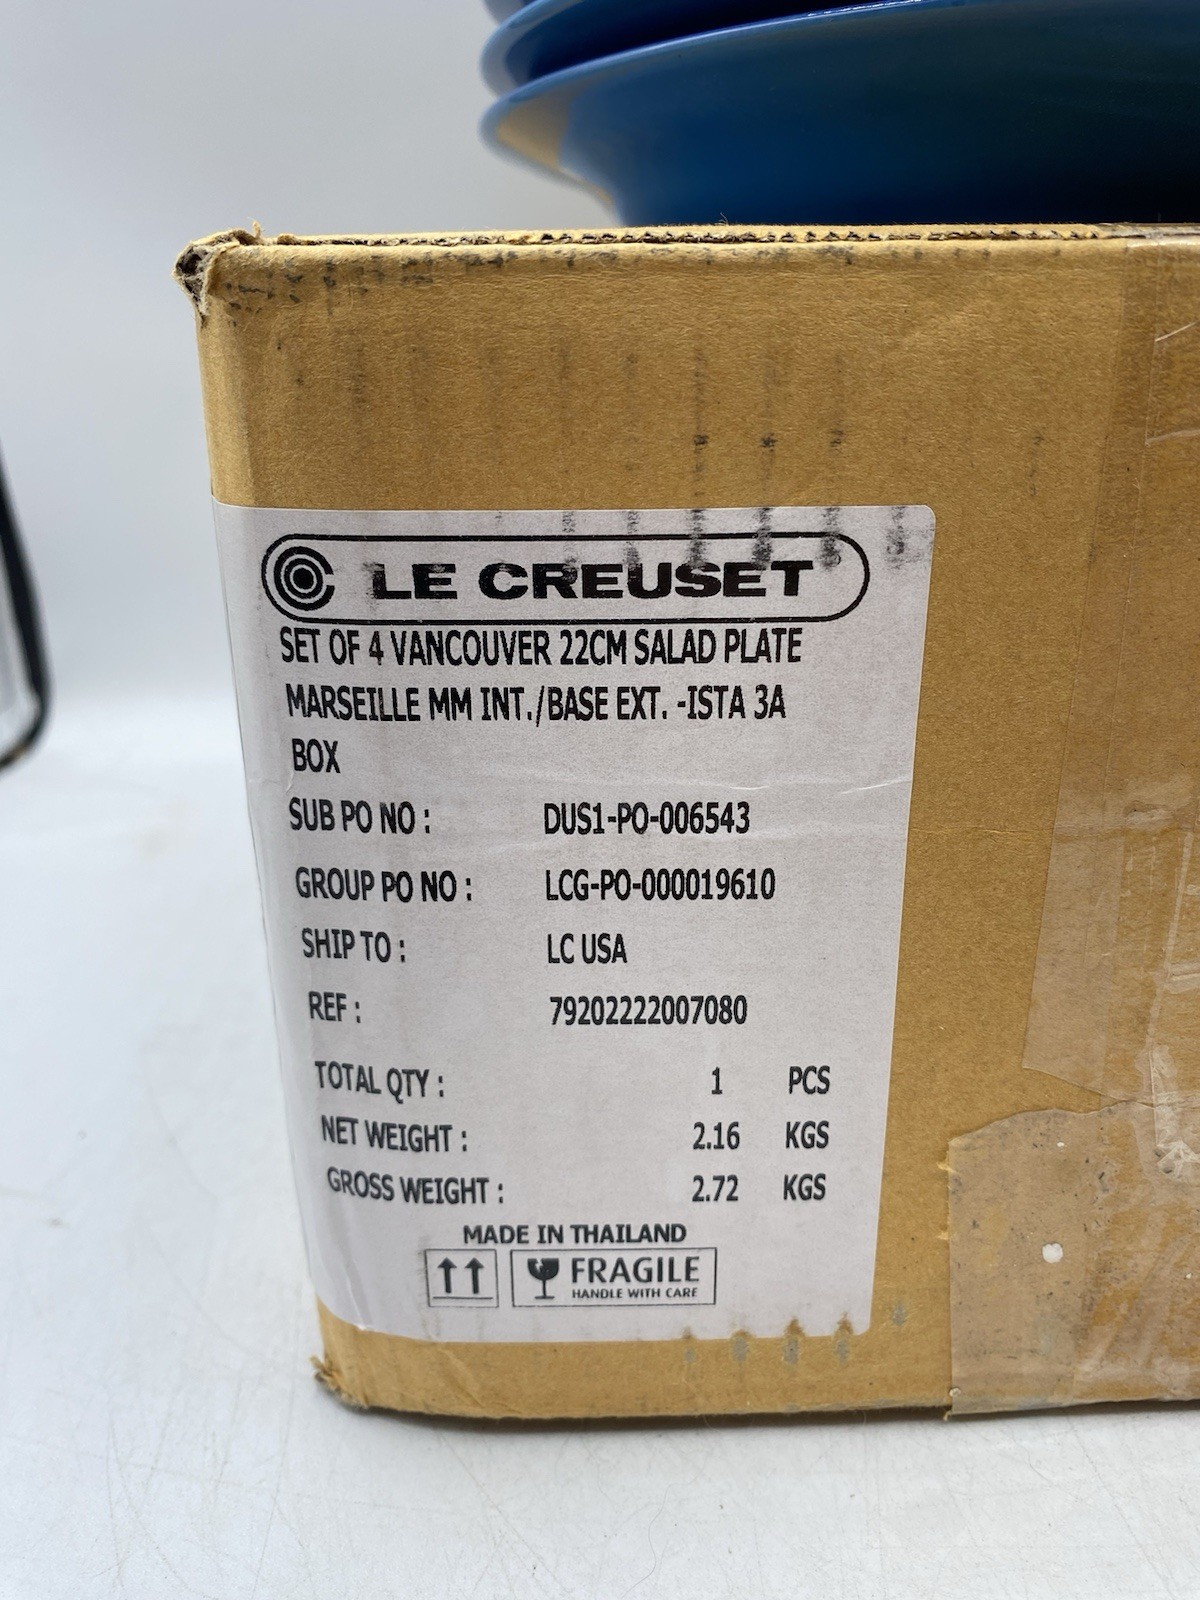 LE CREUSET
SET OF 4 VANCOUVER 22CM SALAD PLATE
MARSEILLE MM INT./BASE EXT. -ISTA 3A
BOX
SUB PO NO : DUS1-PO-006543
GROUP PO NO : LCG-PO-000019610
SHIP TO : LC USA
REF : 79202222007080
TOTAL QTY : 1 PCS
NET WEIGHT : 2.16 KGS
GROSS WEIGHT : 2.72 KGS
MADE IN THAILAND
FRAGILE
HANDLE WITH CARE